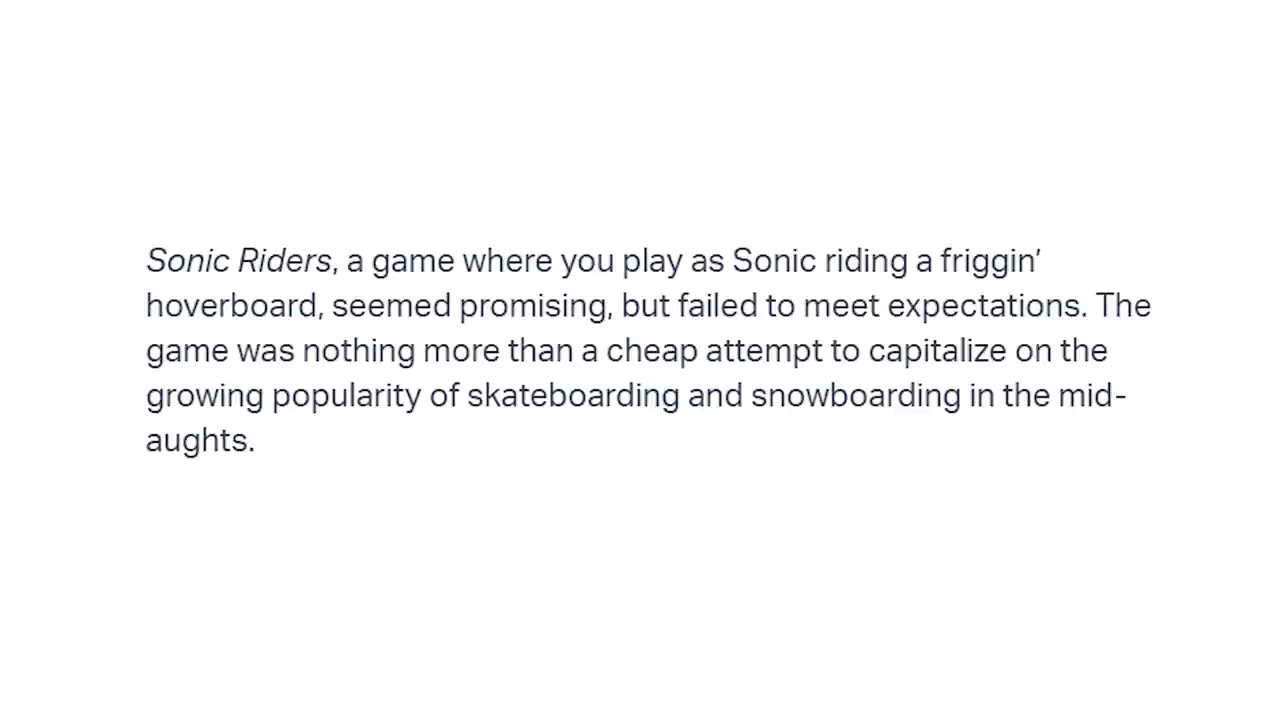 Sonic Riders, a game where you play as Sonic riding a friggin’
hoverboard, seemed promising, but failed to meet expectations. The
game was nothing more than a cheap attempt to capitalize on the
growing popularity of skateboarding and snowboarding in the mid-
aughts.